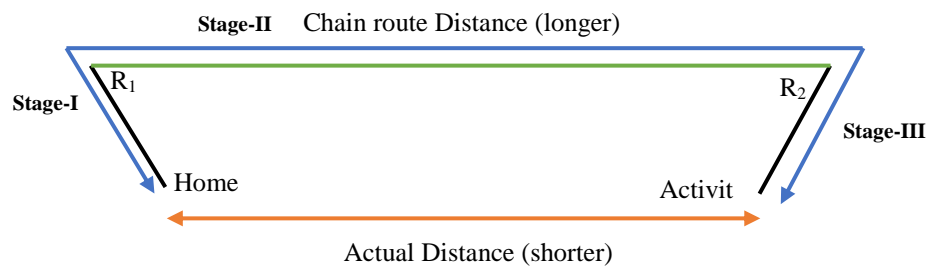 Stage-II Chain route Distance (longer)
R1 R2
Stage-I
Stage-III
Home Activit
Actual Distance (shorter)